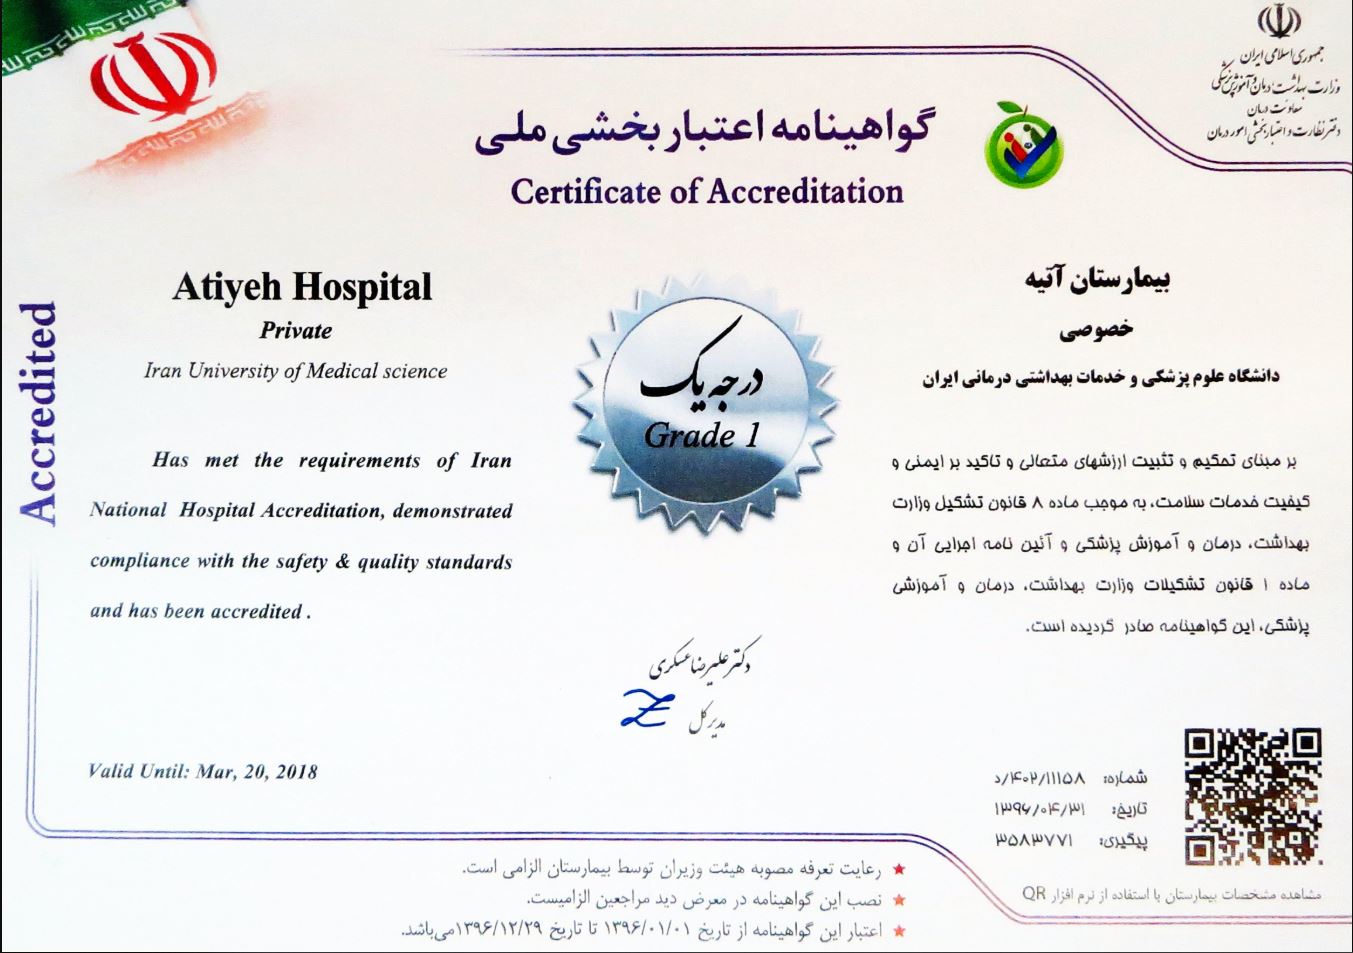 جمهوری اسلامی ایران
وزارت بهداشت درمان و آموزش پزشکی
معاونت درمان
دفتر نظارت و اعتباربخشی امور درمان
گواهینامه اعتباربخشی ملی
Certificate of Accreditation
Accredited
Atiyeh Hospital
Private
Iran University of Medical science
Has met the requirements of Iran
National Hospital Accreditation, demonstrated
compliance with the safety & quality standards
and has been accredited .
Valid Until: Mar, 20, 2018
درجه یک
Grade 1
دکتر علیرضا عسکری
مدیر کل
بیمارستان آتیه
خصوصی
دانشگاه علوم پزشکی و خدمات بهداشتی درمانی ایران
بر مبنای تحکیم و تثبیت ارزشهای متعالی و تاکید بر ایمنی و
کیفیت خدمات سلامت، به موجب ماده ۸ قانون تشکیل وزارت
بهداشت، درمان و آموزش پزشکی و آئین نامه اجرایی آن و
ماده ۱ قانون تشکیلات وزارت بهداشت، درمان و آموزشی
پزشکی، این گواهینامه صادر گردیده است.
شماره: ۴۰۲/۱۱۱۵۸/د
تاریخ: ۱۳۹۶/۰۴/۳۱
پیگیری: ۳۵۸۳۷۷۱
مشاهده مشخصات بیمارستان با استفاده از نرم افزار QR
رعایت تعرفه مصوبه هیئت وزیران توسط بیمارستان الزامی است.
نصب این گواهینامه در معرض دید مراجعین الزامیست.
اعتبار این گواهینامه از تاریخ ۱۳۹۶/۰۱/۰۱ تا تاریخ ۱۳۹۶/۱۲/۲۹می‌باشد.